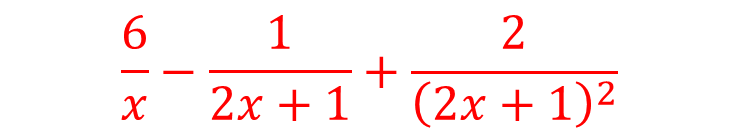 6/x − 1/(2x + 1) + 2/(2x + 1)²